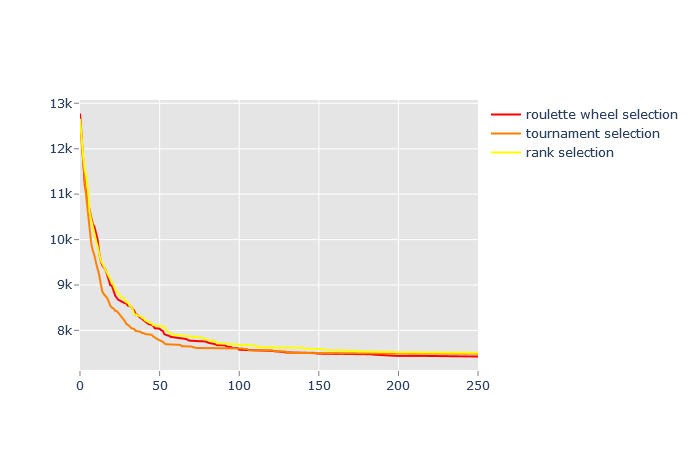 13k
12k
11k
10k
9k
8k
0 50 100 150 200 250
roulette wheel selection
tournament selection
rank selection